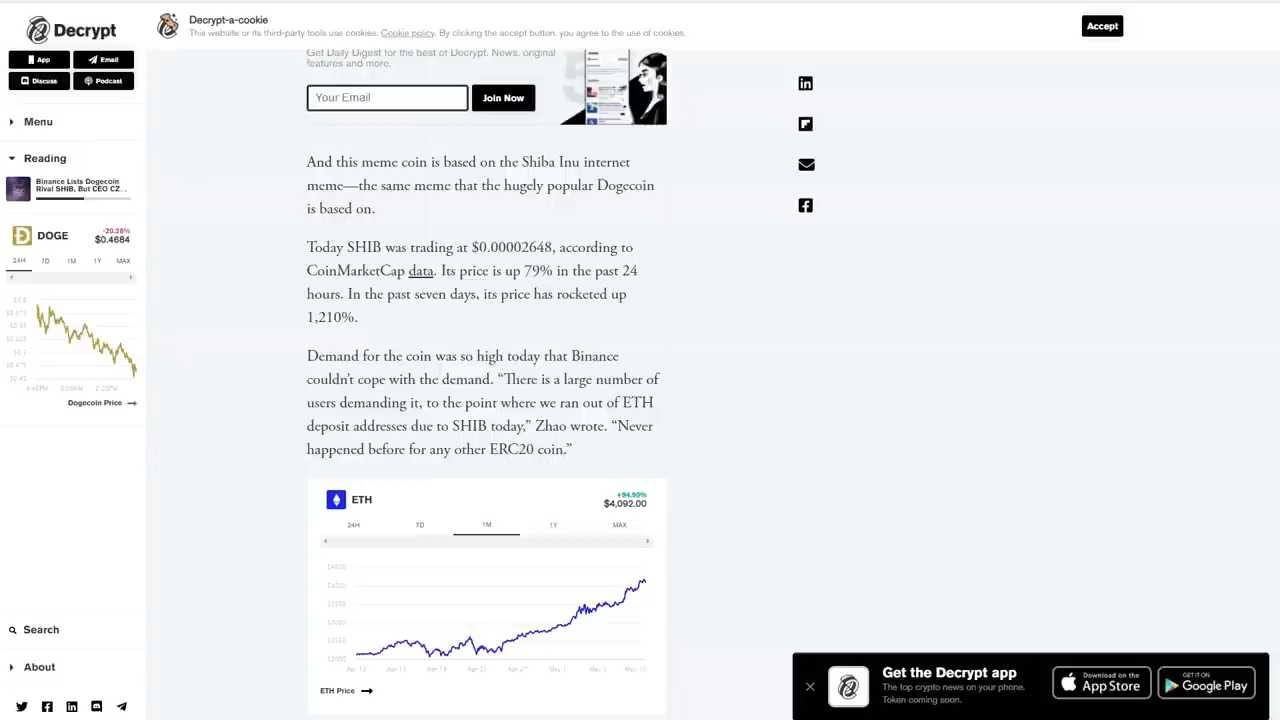 Decrypt
App
Email
Discuss
Podcast
Menu
Reading
Binance Lists Dogecoin
Rival SHIB, But CEO CZ...
DOGE
-20.28%
$0.4684
24H 7D 1M 1Y MAX
Dogecoin Price
Search
About
Decrypt-a-cookie
This website or its third-party tools use cookies. Cookie policy. By clicking the accept button, you agree to the use of cookies.
Accept
Get Daily Digest for the best of Decrypt. News, original
features and more.
Your Email
Join Now
And this meme coin is based on the Shiba Inu internet
meme—the same meme that the hugely popular Dogecoin
is based on.
Today SHIB was trading at $0.00002648, according to
CoinMarketCap data. Its price is up 79% in the past 24
hours. In the past seven days, its price has rocketed up
1,210%.
Demand for the coin was so high today that Binance
couldn’t cope with the demand. “There is a large number of
users demanding it, to the point where we ran out of ETH
deposit addresses due to SHIB today,” Zhao wrote. “Never
happened before for any other ERC20 coin.”
ETH
+94.90%
$4,092.00
24H 7D 1M 1Y MAX
ETH Price
Get the Decrypt app
The top crypto news on your phone.
Token coming soon.
Download on the
App Store
GET IT ON
Google Play